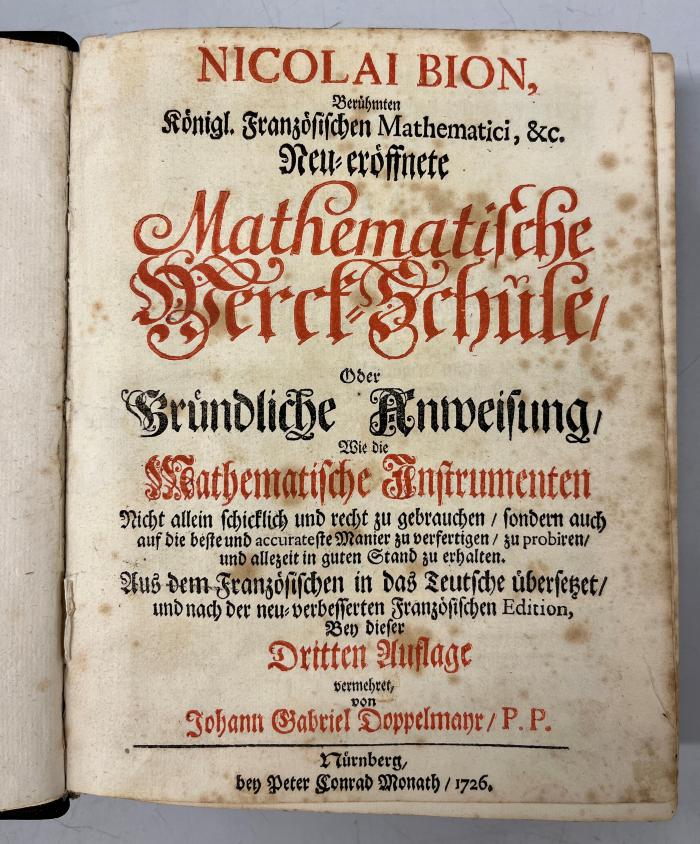 NICOLAI BION,
Berühmten
Königl. Französischen Mathematici, &c.
Neu-eröffnete
Mathematische
Werck-Schule/
Oder
Gründliche Anweisung/
Wie die
Mathematische Instrumenten
Nicht allein schicklich und recht zu gebrauchen / sondern auch
auf die beste und accurateste Manier zu verfertigen / zu probiren/
und allezeit in guten Stand zu erhalten.
Aus dem Französischen in das Teutsche übersetzet/
und nach der neu-verbesserten Französischen Edition,
Bey dieser
Dritten Auflage
vermehret,
von
Johann Gabriel Doppelmayr / P. P.
Nürnberg,
bey Peter Conrad Monath / 1726.